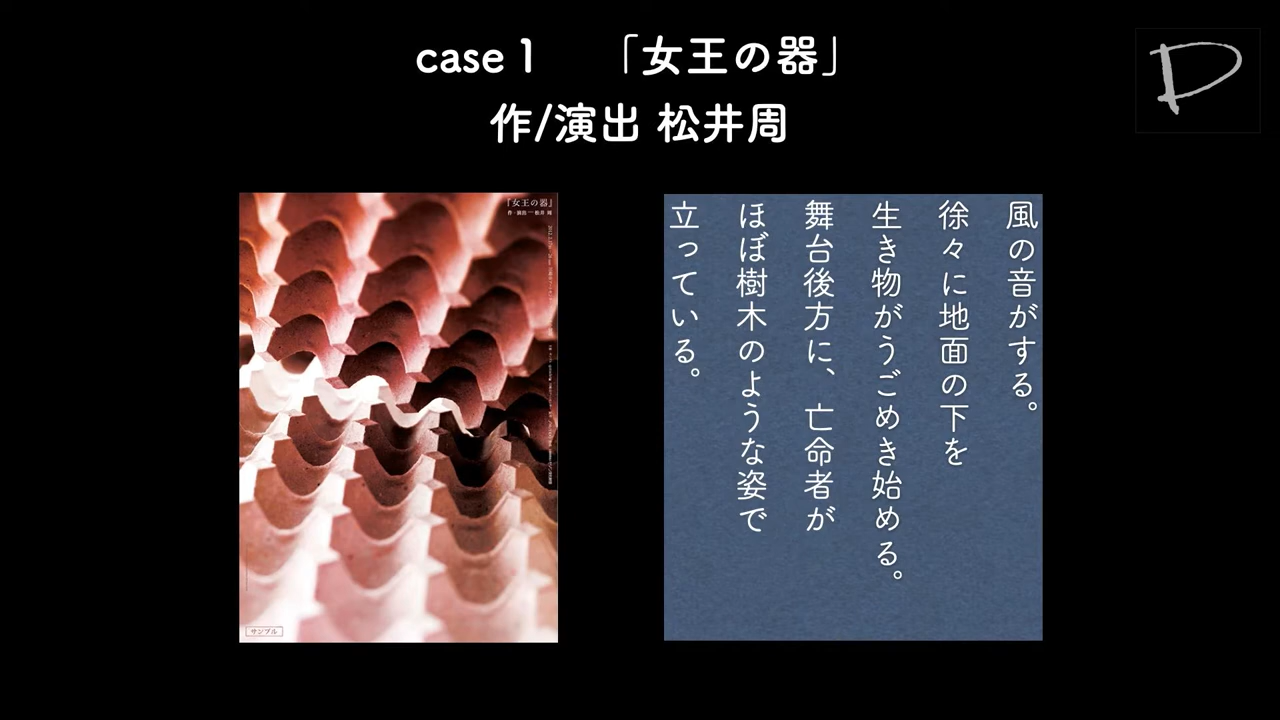 case 1 「女王の器」
作/演出 松井周
『女王の器』
作・演出 松井 周
サンプル
風の音がする。
徐々に地面の下を
生き物がうごめき始める。
舞台後方に、亡命者が
ほぼ樹木のような姿で
立っている。
P